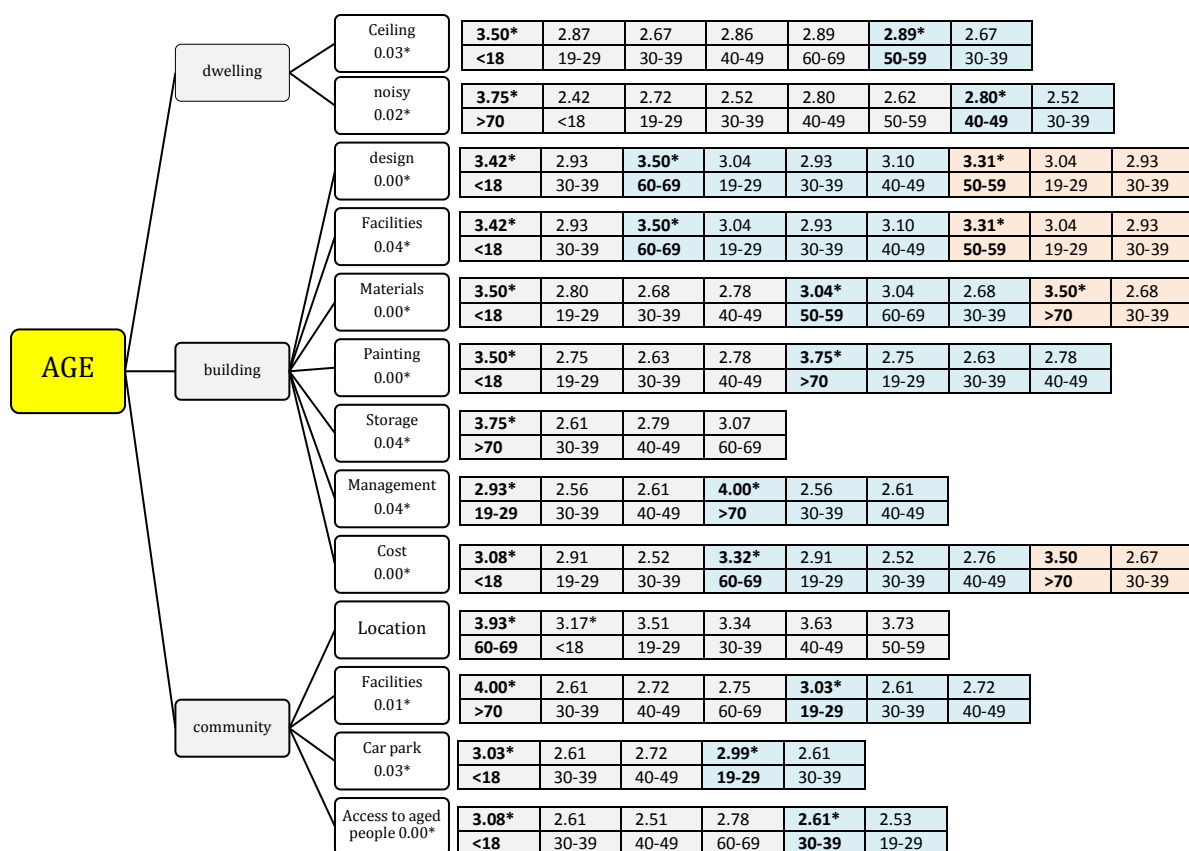 AGE
dwelling
Ceiling
0.03*
3.50* 2.87 2.67 2.86 2.89 2.89* 2.67
<18 19-29 30-39 40-49 60-69 50-59 30-39
noisy
0.02*
3.75* 2.42 2.72 2.52 2.80 2.62 2.80* 2.52
>70 <18 19-29 30-39 40-49 50-59 40-49 30-39
building
design
0.00*
3.42* 2.93 3.50* 3.04 2.93 3.10 3.31* 3.04 2.93
<18 30-39 60-69 19-29 30-39 40-49 50-59 19-29 30-39
Facilities
0.04*
3.42* 2.93 3.50* 3.04 2.93 3.10 3.31* 3.04 2.93
<18 30-39 60-69 19-29 30-39 40-49 50-59 19-29 30-39
Materials
0.00*
3.50* 2.80 2.68 2.78 3.04* 3.04 2.68 3.50* 2.68
<18 19-29 30-39 40-49 50-59 60-69 30-39 >70 30-39
Painting
0.00*
3.50* 2.75 2.63 2.78 3.75* 2.75 2.63 2.78
<18 19-29 30-39 40-49 >70 19-29 30-39 40-49
Storage
0.04*
3.75* 2.61 2.79 3.07
>70 30-39 40-49 60-69
Management
0.04*
2.93* 2.56 2.61 4.00* 2.56 2.61
19-29 30-39 40-49 >70 30-39 40-49
Cost
0.00*
3.08* 2.91 2.52 3.32* 2.91 2.52 2.76 3.50 2.67
<18 19-29 30-39 60-69 19-29 30-39 40-49 >70 30-39
community
Location
3.93* 3.17* 3.51 3.34 3.63 3.73
60-69 <18 19-29 30-39 40-49 50-59
Facilities
0.01*
4.00* 2.61 2.72 2.75 3.03* 2.61 2.72
>70 30-39 40-49 60-69 19-29 30-39 40-49
Car park
0.03*
3.03* 2.61 2.72 2.99* 2.61
<18 30-39 40-49 19-29 30-39
Access to aged
people 0.00*
3.08* 2.61 2.51 2.78 2.61* 2.53
<18 30-39 40-49 60-69 30-39 19-29